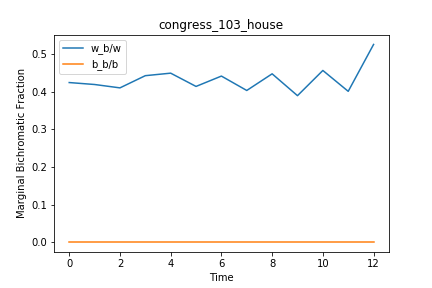 congress_103_house
w_b/w
b_b/b
Marginal Bichromatic Fraction
0.5
0.4
0.3
0.2
0.1
0.0
0 2 4 6 8 10 12
Time